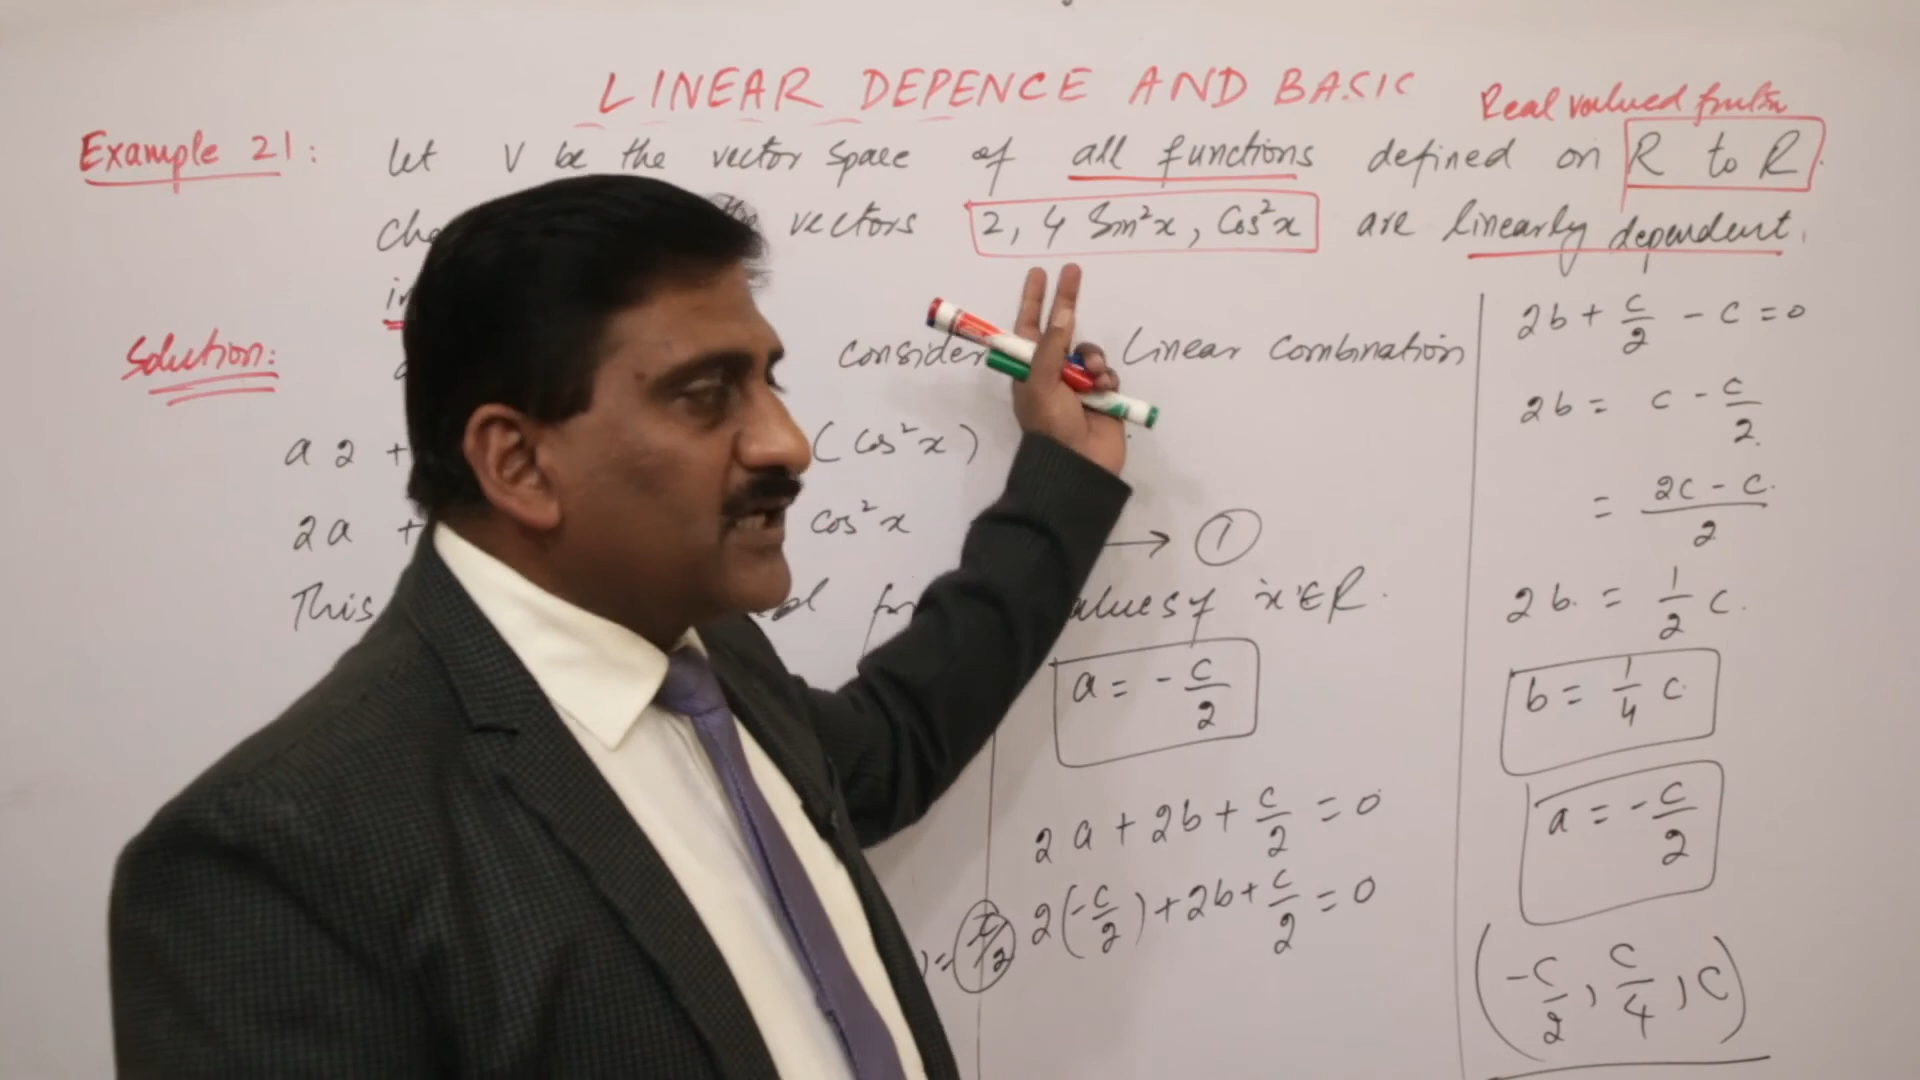 LINEAR DEPENCE AND BASIC
Real valued
Example 21: Let V be the vector space of all functions defined on R to R.
the vectors 2, 4 Sin²x, Cos²x are linearly dependent.
in
Solution: consider Linear Combination
a 2 + (Cos²x)
2a + Cos²x → ①
This for values of x ∈ R.
a = - c/2
2a + 2b + c/2 = 0
2(-c/2) + 2b + c/2 = 0
2b + c/2 - c = 0
2b = c - c/2
= 2c - c / 2
2b = 1/2 c.
b = 1/4 c
a = - c/2
(-c/2, c/4, c)